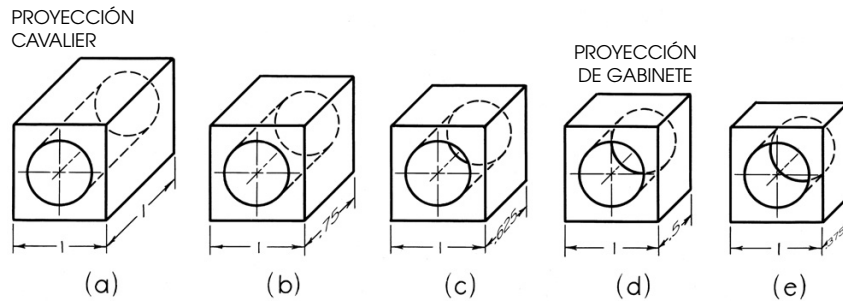 PROYECCIÓN
CAVALIER
PROYECCIÓN
DE GABINETE
1
1
1
.75
1
.625
1
.5
1
.375
(a)
(b)
(c)
(d)
(e)